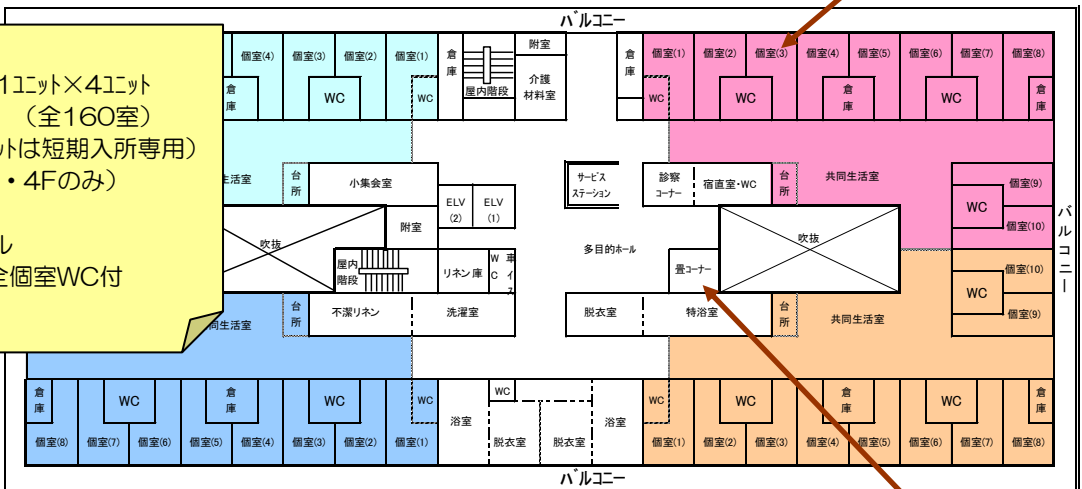 バルコニー
1ユニット×4ユニット
(全160室)
ットは短期入所専用)
・4Fのみ)
ル
全個室WC付
個室(4) 個室(3) 個室(2) 個室(1)
倉庫
WC
WC
倉庫
屋内階段
附室
介護材料室
倉庫
個室(1) 個室(2) 個室(3) 個室(4) 個室(5) 個室(6) 個室(7) 個室(8)
WC
WC
倉庫
WC
倉庫
生活室
台所
小集会室
ELV(2)
ELV(1)
附室
サービスステーション
診察コーナー
宿直室・WC
台所
共同生活室
個室(9)
WC
個室(10)
バルコニー
吹抜
屋内階段
リネン庫
WC
車イス
多目的ホール
畳コーナー
吹抜
個室(10)
WC
個室(9)
同生活室
台所
不潔リネン
洗濯室
脱衣室
特浴室
台所
共同生活室
倉庫
WC
倉庫
WC
WC
浴室
WC
脱衣室
脱衣室
浴室
WC
WC
倉庫
WC
倉庫
個室(8) 個室(7) 個室(6) 個室(5) 個室(4) 個室(3) 個室(2) 個室(1)
個室(1) 個室(2) 個室(3) 個室(4) 個室(5) 個室(6) 個室(7) 個室(8)
バルコニー